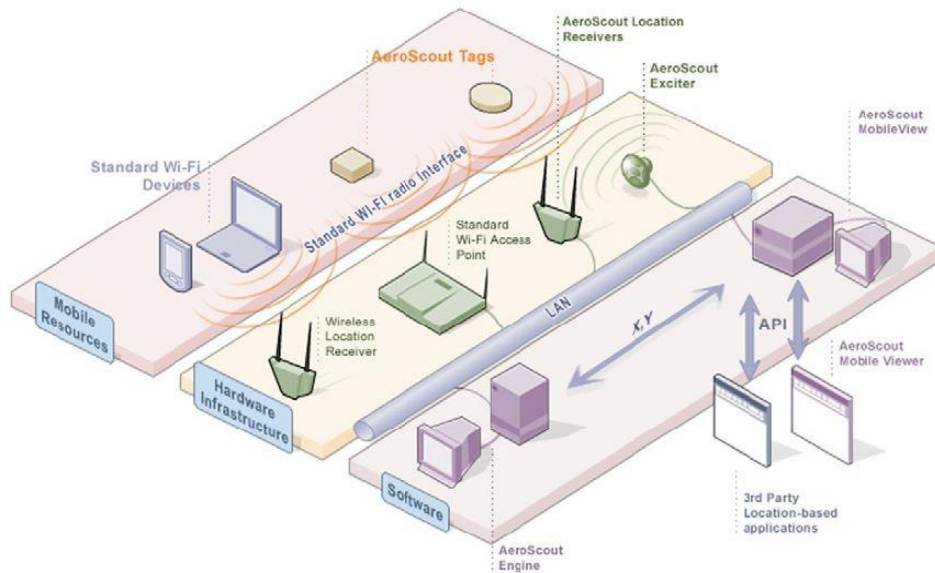 AeroScout Location
Receivers
AeroScout Tags
AeroScout
Exciter
AeroScout
MobileView
Standard Wi-Fi
Devices
Standard Wi-Fi radio Interface
Standard
Wi-Fi Access
Point
LAN
Mobile
Resources
Wireless
Location
Receiver
X,Y
API
AeroScout
Mobile Viewer
Hardware
Infrastructure
Software
3rd Party
Location-based
applications
AeroScout
Engine